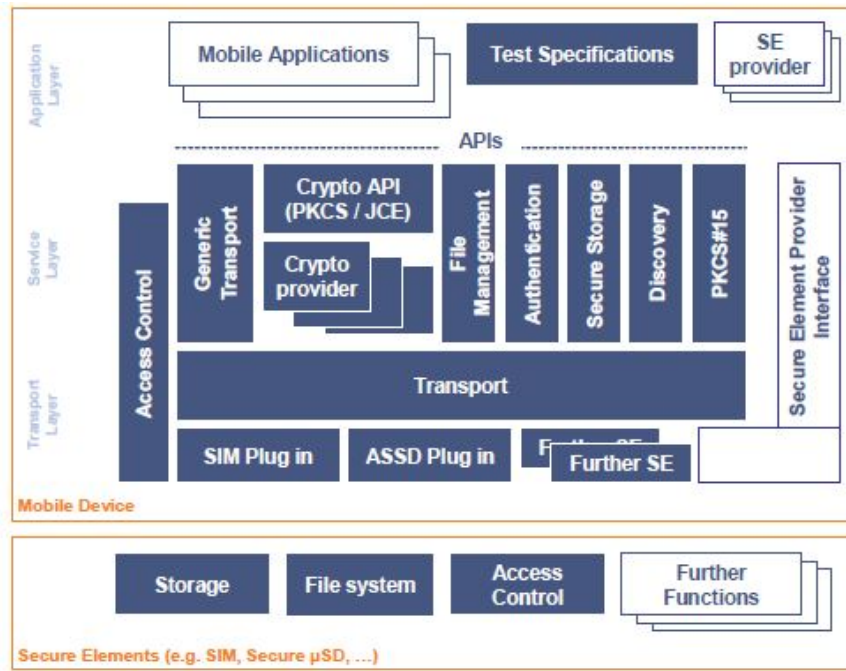 Application
Layer
Mobile Applications
Test Specifications
SE
provider
APIs
Service
Layer
Access Control
Generic
Transport
Crypto API
(PKCS / JCE)
Crypto
provider
File
Management
Authentication
Secure Storage
Discovery
PKCS#15
Secure Element Provider
Interface
Transport
Layer
Transport
SIM Plug in
ASSD Plug in
Further SE
Further SE
Mobile Device
Storage
File system
Access
Control
Further
Functions
Secure Elements (e.g. SIM, Secure µSD, ...)